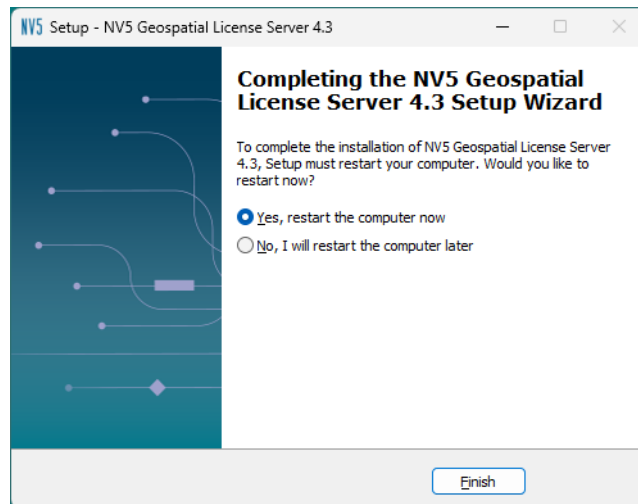 NV5 Setup - NV5 Geospatial License Server 4.3
Completing the NV5 Geospatial
License Server 4.3 Setup Wizard
To complete the installation of NV5 Geospatial License Server
4.3, Setup must restart your computer. Would you like to
restart now?
Yes, restart the computer now
No, I will restart the computer later
Finish